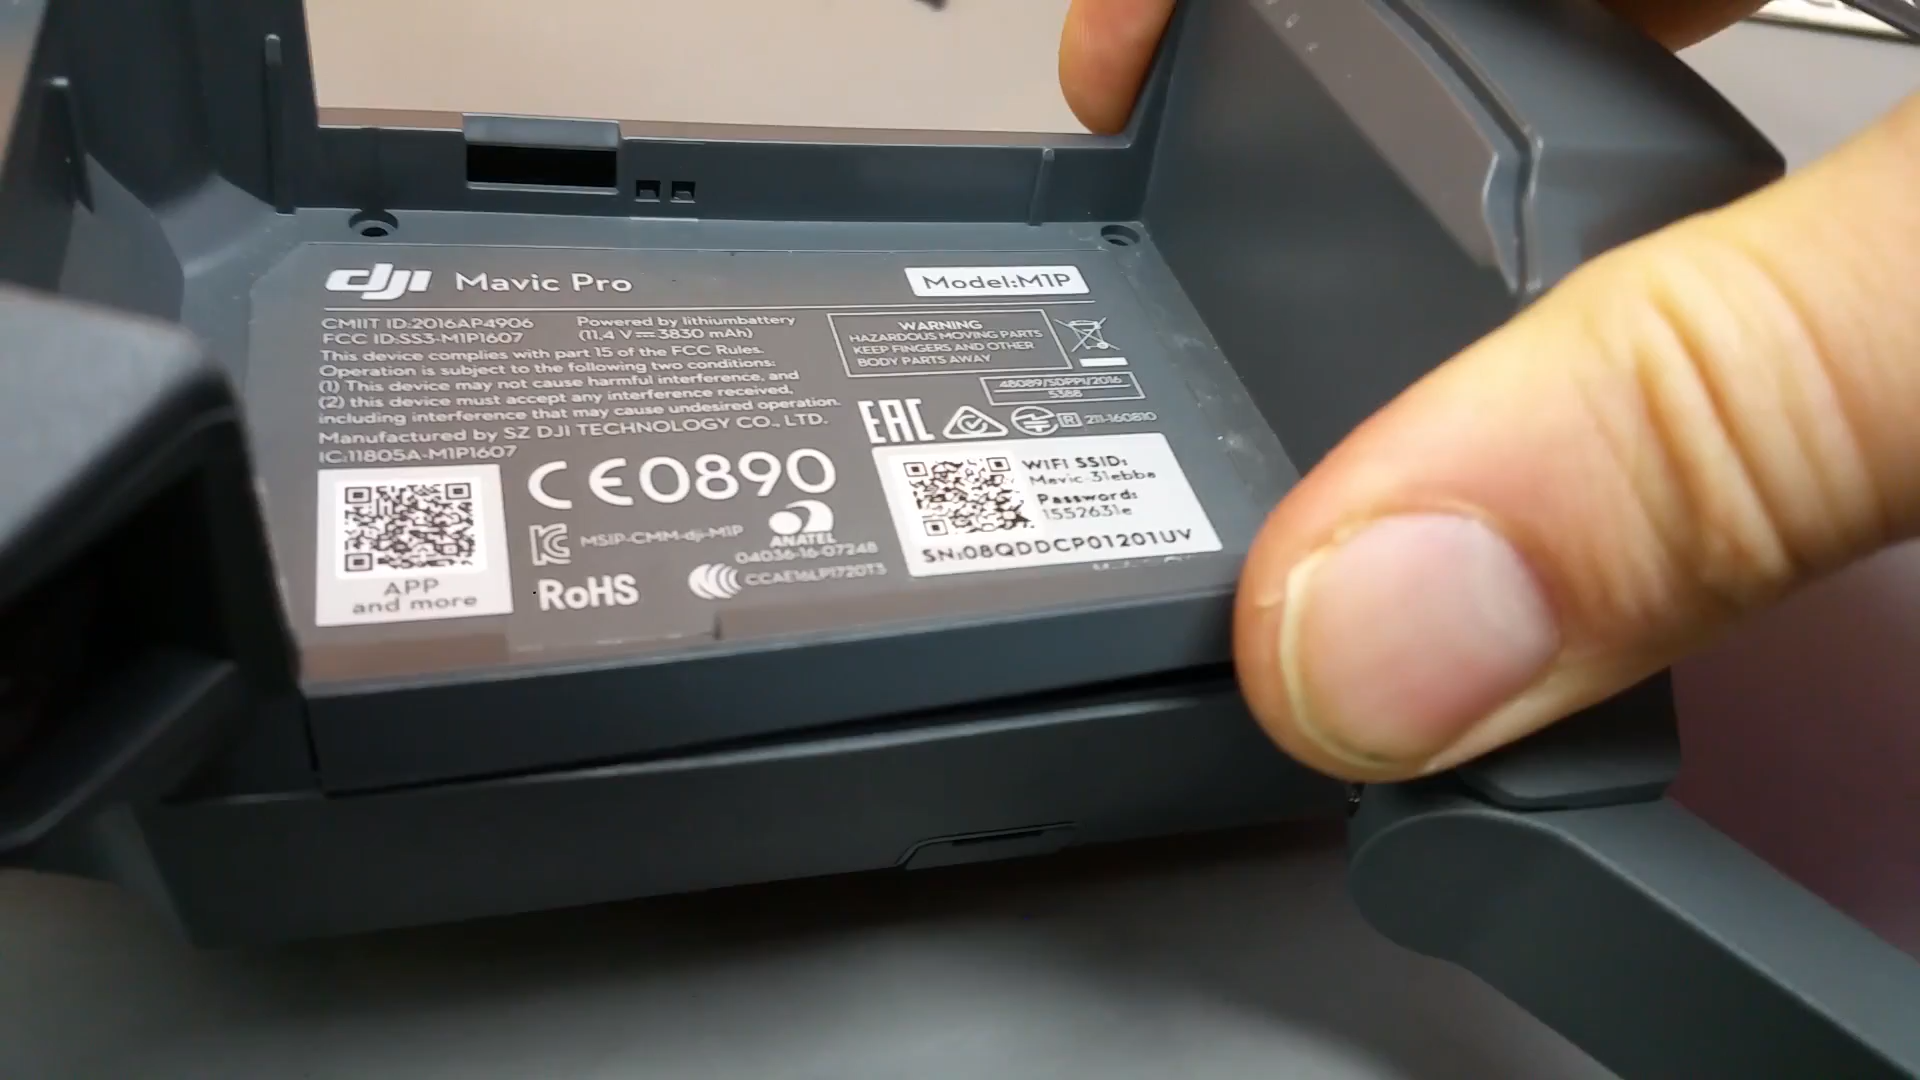 dji Mavic Pro
Model:M1P
CMIIT ID:2016AP4906
FCC ID:SS3-M1P1607
Powered by lithiumbattery
(11.4 V⎓3830 mAh)
This device complies with part 15 of the FCC Rules.
Operation is subject to the following two conditions:
(1) This device may not cause harmful interference, and
(2) this device must accept any interference received,
including interference that may cause undesired operation.
Manufactured by SZ DJI TECHNOLOGY CO., LTD.
IC:11805A-M1P1607
WARNING
HAZARDOUS MOVING PARTS
KEEP FINGERS AND OTHER
BODY PARTS AWAY
48089/SDPPI/2016
5388
EAC
R 211-160810
CE0890
APP
and more
MSIP-CMM-dji-M1P
ANATEL
04036-16-07248
RoHS
CCAE16LP1720T3
WIFI SSID:
Mavic-31ebbe
Password:
1552631e
SN:08QDDCP01201UV